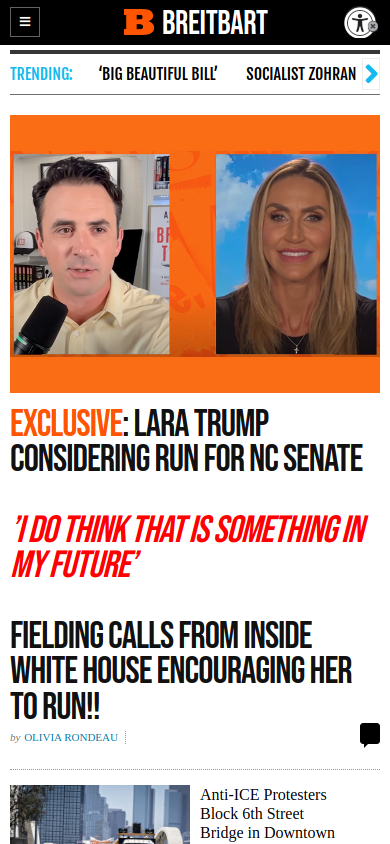 BREITBART
TRENDING: ‘BIG BEAUTIFUL BILL’ SOCIALIST ZOHRAN
EXCLUSIVE: LARA TRUMP
CONSIDERING RUN FOR NC SENATE
’I DO THINK THAT IS SOMETHING IN
MY FUTURE’
FIELDING CALLS FROM INSIDE
WHITE HOUSE ENCOURAGING HER
TO RUN!!
by OLIVIA RONDEAU
Anti-ICE Protesters
Block 6th Street
Bridge in Downtown